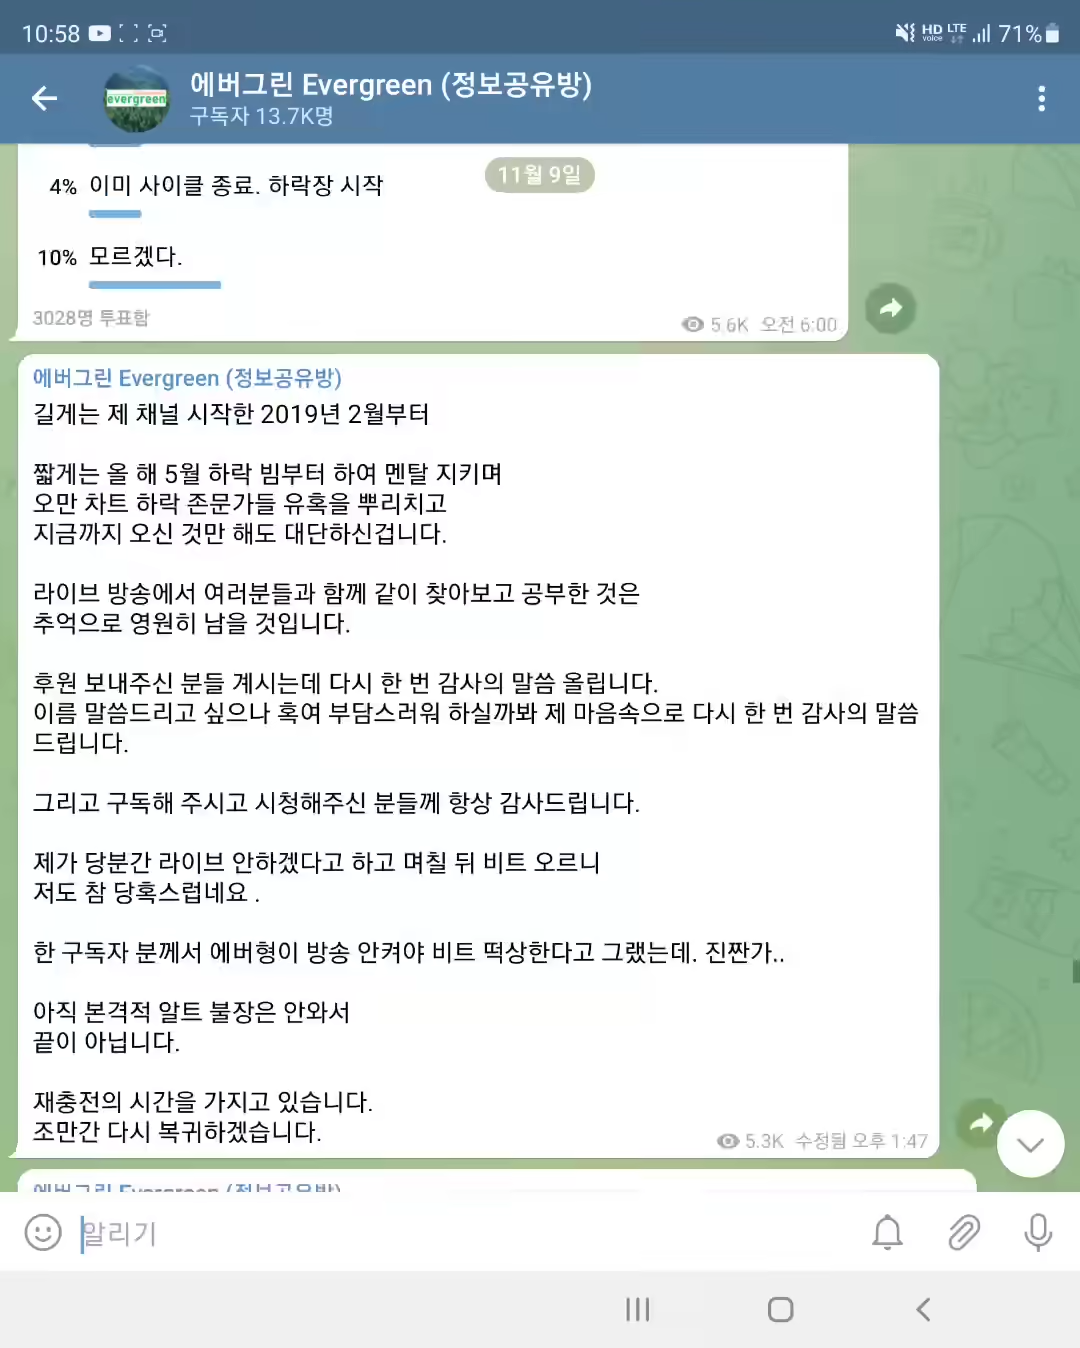 10:58
HD voice LTE 71%
에버그린 Evergreen (정보공유방)
evergreen
구독자 13.7K명
11월 9일
4% 이미 사이클 종료. 하락장 시작
10% 모르겠다.
3028명 투표함
5.6K 오전 6:00
에버그린 Evergreen (정보공유방)
길게는 제 채널 시작한 2019년 2월부터
짧게는 올 해 5월 하락 빔부터 하여 멘탈 지키며
오만 차트 하락 존문가들 유혹을 뿌리치고
지금까지 오신 것만 해도 대단하신겁니다.
라이브 방송에서 여러분들과 함께 같이 찾아보고 공부한 것은
추억으로 영원히 남을 것입니다.
후원 보내주신 분들 계시는데 다시 한 번 감사의 말씀 올립니다.
이름 말씀드리고 싶으나 혹여 부담스러워 하실까봐 제 마음속으로 다시 한 번 감사의 말씀
드립니다.
그리고 구독해 주시고 시청해주신 분들께 항상 감사드립니다.
제가 당분간 라이브 안하겠다고 하고 며칠 뒤 비트 오르니
저도 참 당혹스럽네요 .
한 구독자 분께서 에버형이 방송 안켜야 비트 떡상한다고 그랬는데. 진짠가..
아직 본격적 알트 불장은 안와서
끝이 아닙니다.
재충전의 시간을 가지고 있습니다.
조만간 다시 복귀하겠습니다.
5.3K 수정됨 오후 1:47
에버그린 Evergreen (정보공유방)
알리기